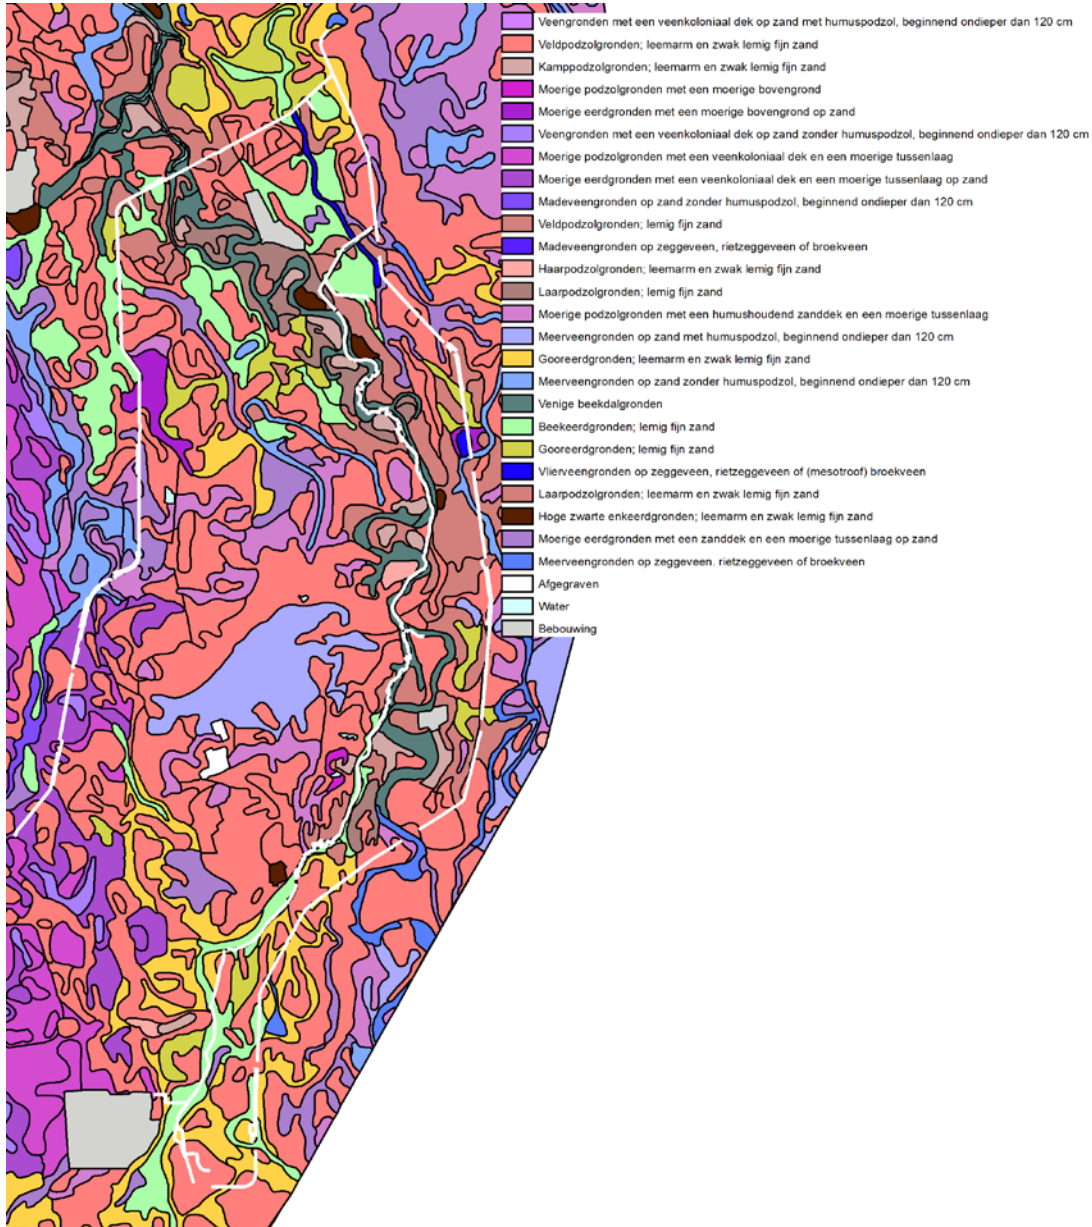 Veengronden met een veenkoloniaal dek op zand met humuspodzol, beginnend ondieper dan 120 cm
Veldpodzolgronden; leemarm en zwak lemig fijn zand
Kamppodzolgronden; leemarm en zwak lemig fijn zand
Moerige podzolgronden met een moerige bovengrond
Moerige eerdgronden met een moerige bovengrond op zand
Veengronden met een veenkoloniaal dek op zand zonder humuspodzol, beginnend ondieper dan 120 cm
Moerige podzolgronden met een veenkoloniaal dek en een moerige tussenlaag
Moerige eerdgronden met een veenkoloniaal dek en een moerige tussenlaag op zand
Madeveengronden op zand zonder humuspodzol, beginnend ondieper dan 120 cm
Veldpodzolgronden; lemig fijn zand
Madeveengronden op zeggeveen, rietzeggeveen of broekveen
Haarpodzolgronden; leemarm en zwak lemig fijn zand
Laarpodzolgronden; lemig fijn zand
Moerige podzolgronden met een humushoudend zanddek en een moerige tussenlaag
Meerveengronden op zand met humuspodzol, beginnend ondieper dan 120 cm
Gooreerdgronden; leemarm en zwak lemig fijn zand
Meerveengronden op zand zonder humuspodzol, beginnend ondieper dan 120 cm
Venige beekdalgronden
Beekeerdgronden; lemig fijn zand
Gooreerdgronden; lemig fijn zand
Vlierveengronden op zeggeveen, rietzeggeveen of (mesotroof) broekveen
Laarpodzolgronden; leemarm en zwak lemig fijn zand
Hoge zwarte enkeerdgronden; leemarm en zwak lemig fijn zand
Moerige eerdgronden met een zanddek en een moerige tussenlaag op zand
Meerveengronden op zeggeveen. rietzeggeveen of broekveen
Afgegraven
Water
Bebouwing